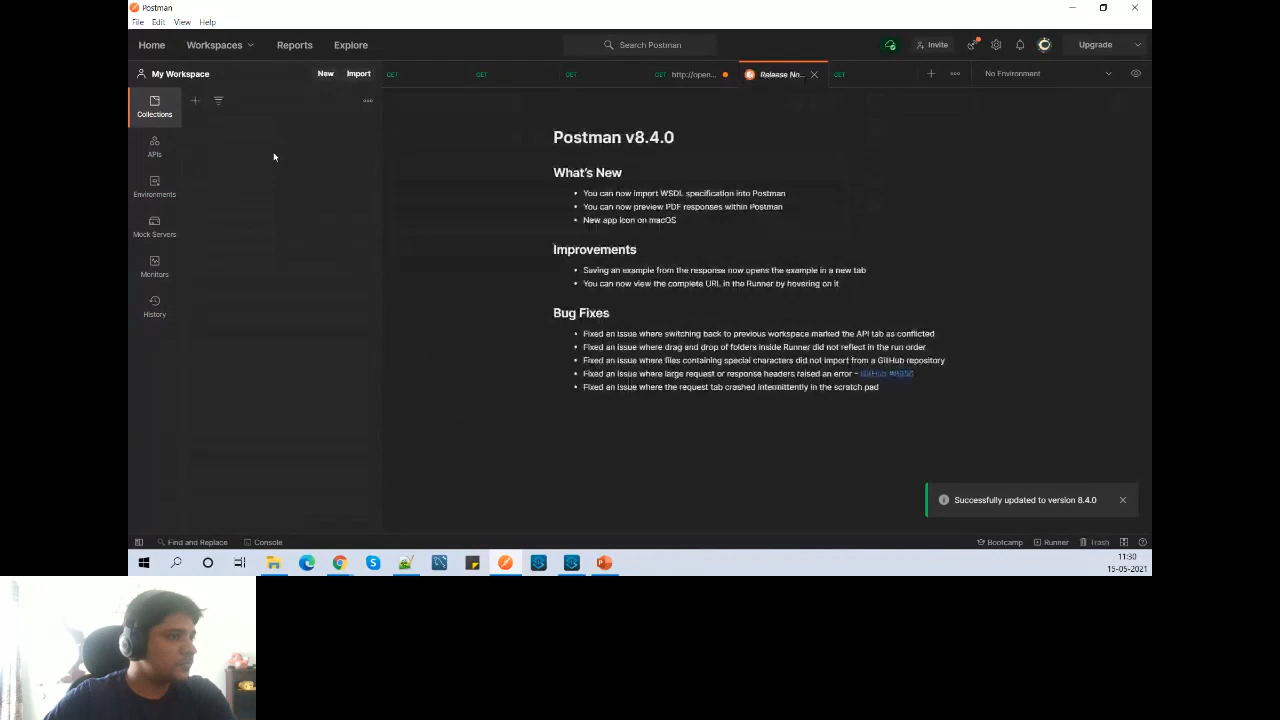 Postman
File Edit View Help
Home Workspaces Reports Explore Search Postman Invite Upgrade
My Workspace New Import GET GET GET GET http://open... Release No... GET No Environment
Collections
APIs
Environments
Mock Servers
Monitors
History
Postman v8.4.0
What's New
• You can now import WSDL specification into Postman
• You can now preview PDF responses within Postman
• New app icon on macOS
Improvements
• Saving an example from the response now opens the example in a new tab
• You can now view the complete URL in the Runner by hovering on it
Bug Fixes
• Fixed an issue where switching back to previous workspace marked the API tab as conflicted
• Fixed an issue where drag and drop of folders inside Runner did not reflect in the run order
• Fixed an issue where files containing special characters did not import from a GitHub repository
• Fixed an issue where large request or response headers raised an error - GitHub
• Fixed an issue where the request tab crashed intermittently in the scratch pad
Successfully updated to version 8.4.0
Find and Replace Console Bootcamp Runner Trash
11:30
15-05-2021